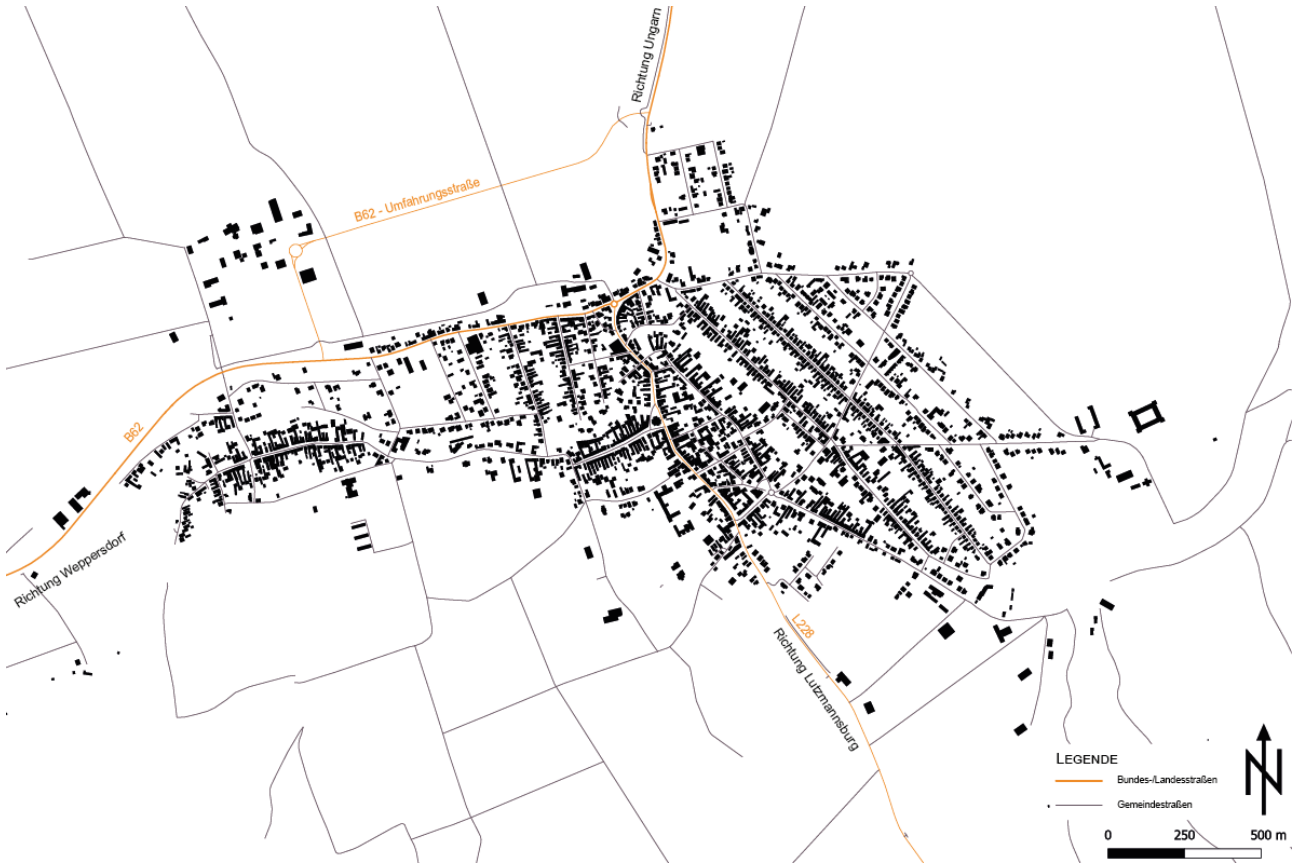 Richtung Ungarn
B62 - Umfahrungsstraße
B62
Richtung Weppersdorf
L228
Richtung Lutzmannsburg
LEGENDE
Bundes-/Landesstraßen
Gemeindestraßen
N
0 250 500 m